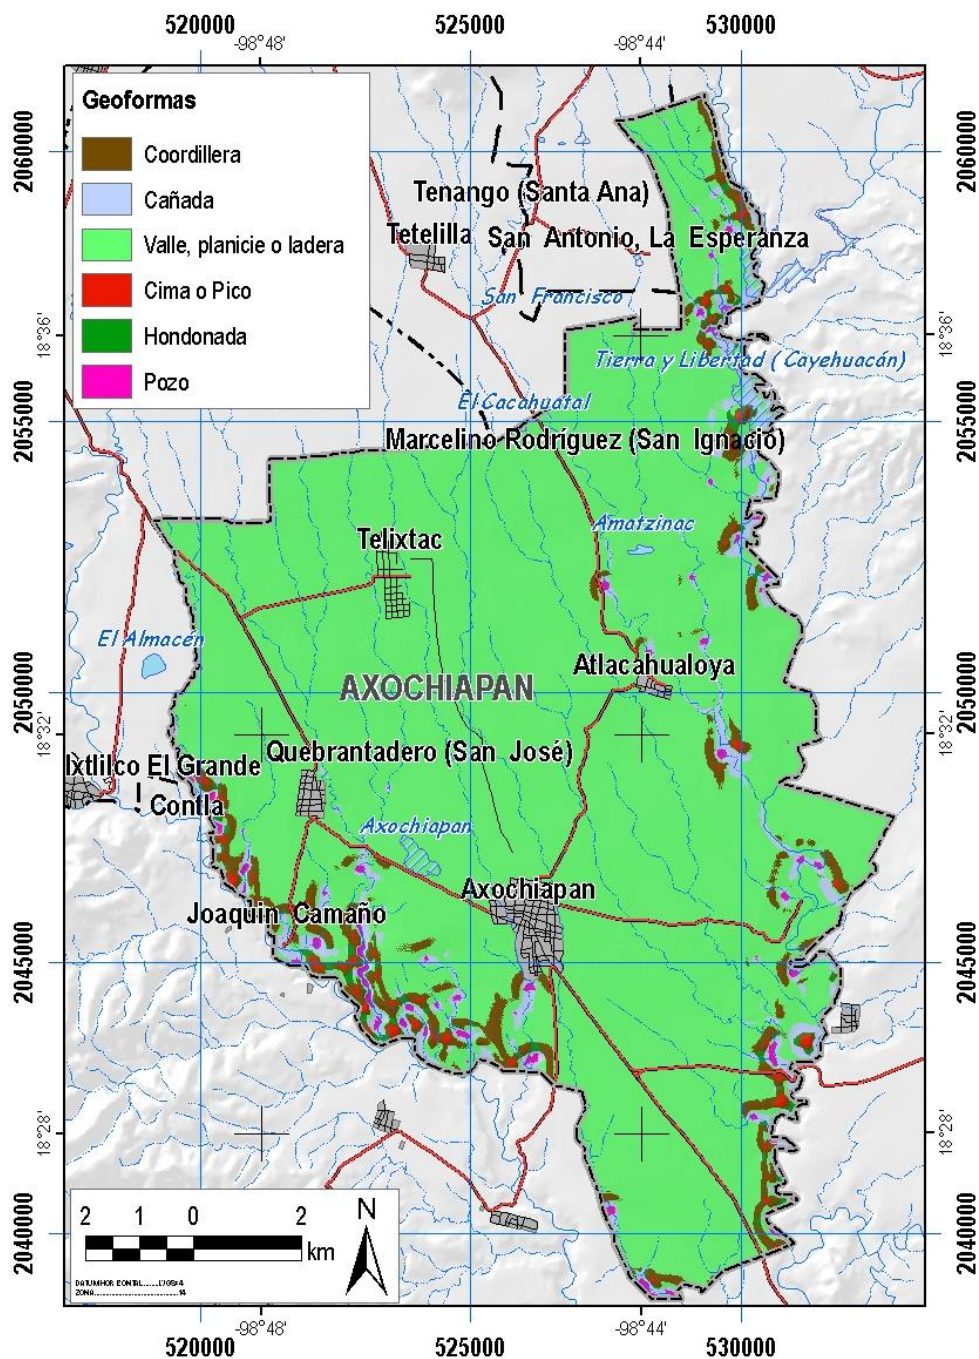 520000
525000
530000
-98°48'
-98°44'
Geoformas
Coordillera
Cañada
Valle, planicie o ladera
Cima o Pico
Hondonada
Pozo
2060000
2060000
Tenango (Santa Ana)
Tetelilla
San Antonio, La Esperanza
San Francisco
18°36'
18°36'
Tierra y Libertad ( Cayehuacán)
El Cacahuatal
2055000
2055000
Marcelino Rodríguez (San Ignacio)
Amatzinac
Telixtac
El Almacén
Atlacahualoya
2050000
2050000
AXOCHIAPAN
18°32'
18°32'
Quebrantadero (San José)
Ixtlilco El Grande
Contla
Axochiapan
Axochiapan
Joaquin Camaño
2045000
2045000
18°28'
18°28'
2 1 0 2
km
N
2040000
2040000
ZONA
14
-98°48'
-98°44'
520000
525000
530000